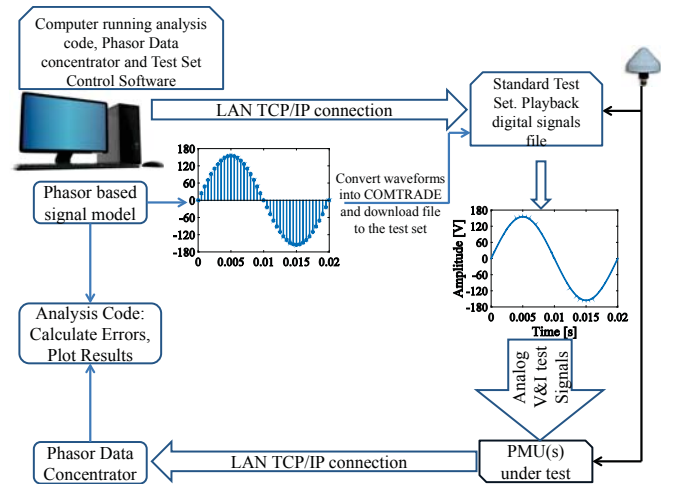 Computer running analysis
code, Phasor Data
concentrator and Test Set
Control Software
LAN TCP/IP connection
Standard Test
Set. Playback
digital signals
file
180
120
60
0
-60
-120
-180
0
0.005
0.01
0.015
0.02
Phasor based
signal model
Convert waveforms
into COMTRADE
and download file
to the test set
Amplitude [V]
180
120
60
0
-60
-120
-180
0
0.005
0.01
0.015
0.02
Time [s]
Analysis Code:
Calculate Errors,
Plot Results
Analog
V&I test
Signals
Phasor Data
Concentrator
LAN TCP/IP connection
PMU(s)
under test